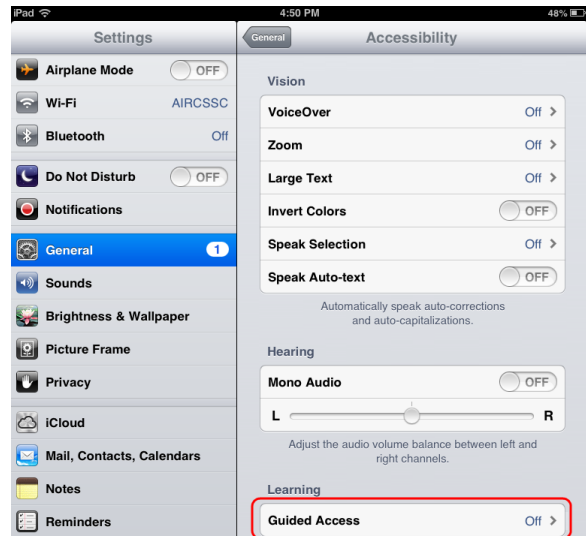 iPad 4:50 PM 48%
Settings
Airplane Mode OFF
Wi-Fi AIRCSSC
Bluetooth Off
Do Not Disturb OFF
Notifications
General 1
Sounds
Brightness & Wallpaper
Picture Frame
Privacy
iCloud
Mail, Contacts, Calendars
Notes
Reminders
General Accessibility
Vision
VoiceOver Off
Zoom Off
Large Text Off
Invert Colors OFF
Speak Selection Off
Speak Auto-text OFF
Automatically speak auto-corrections
and auto-capitalizations.
Hearing
Mono Audio OFF
L R
Adjust the audio volume balance between left and
right channels.
Learning
Guided Access Off